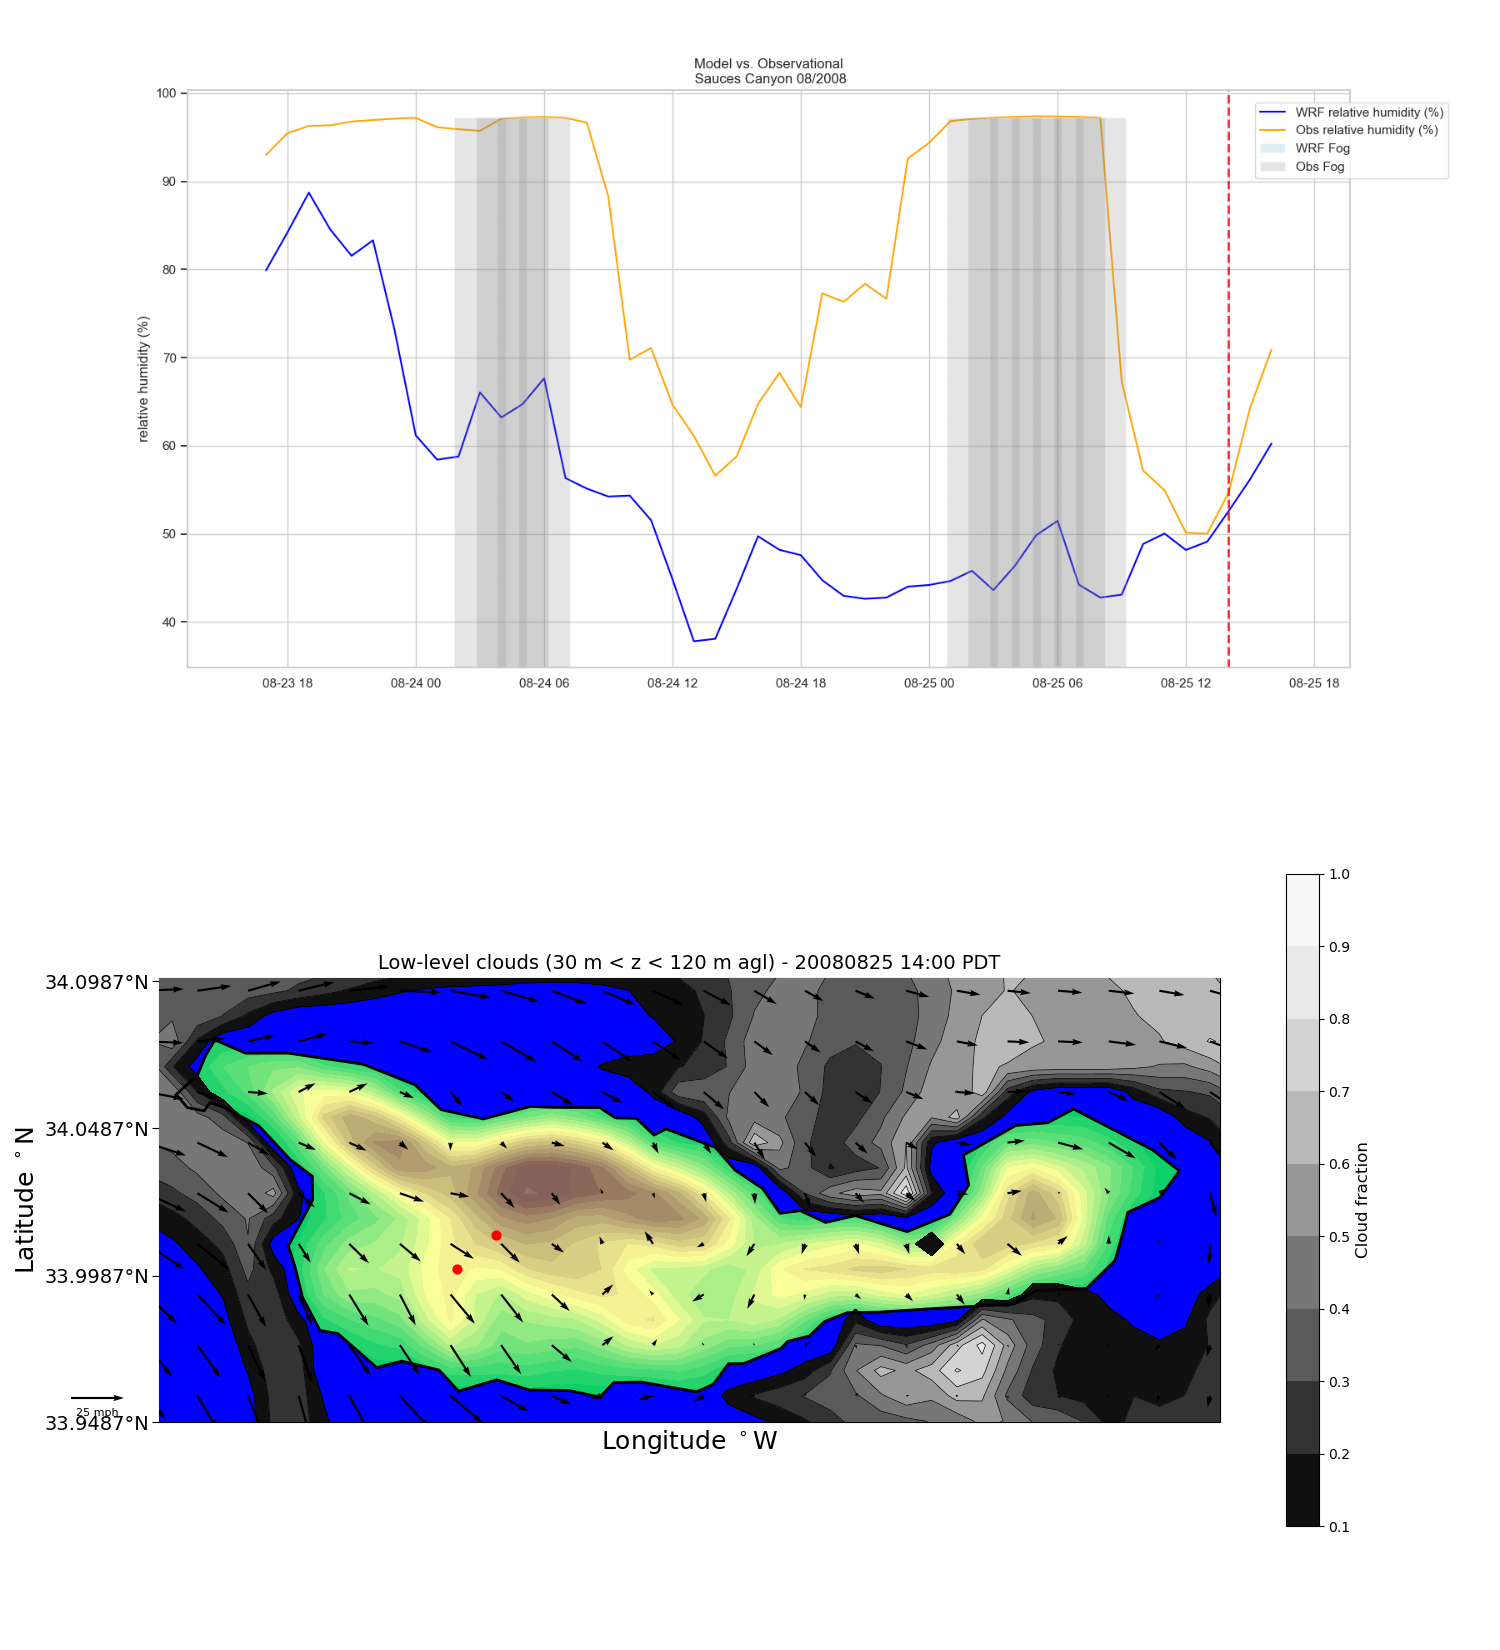 Model vs. Observational
Sauces Canyon 08/2008
100
90
80
70
60
50
40
relative humidity (%)
WRF relative humidity (%)
Obs relative humidity (%)
WRF Fog
Obs Fog
08-23 18
08-24 00
08-24 06
08-24 12
08-24 18
08-25 00
08-25 06
08-25 12
08-25 18
Low-level clouds (30 m < z < 120 m agl) - 20080825 14:00 PDT
34.0987°N
34.0487°N
33.9987°N
33.9487°N
Latitude °N
25 mph
Longitude °W
1.0
0.9
0.8
0.7
0.6
0.5
0.4
0.3
0.2
0.1
Cloud fraction